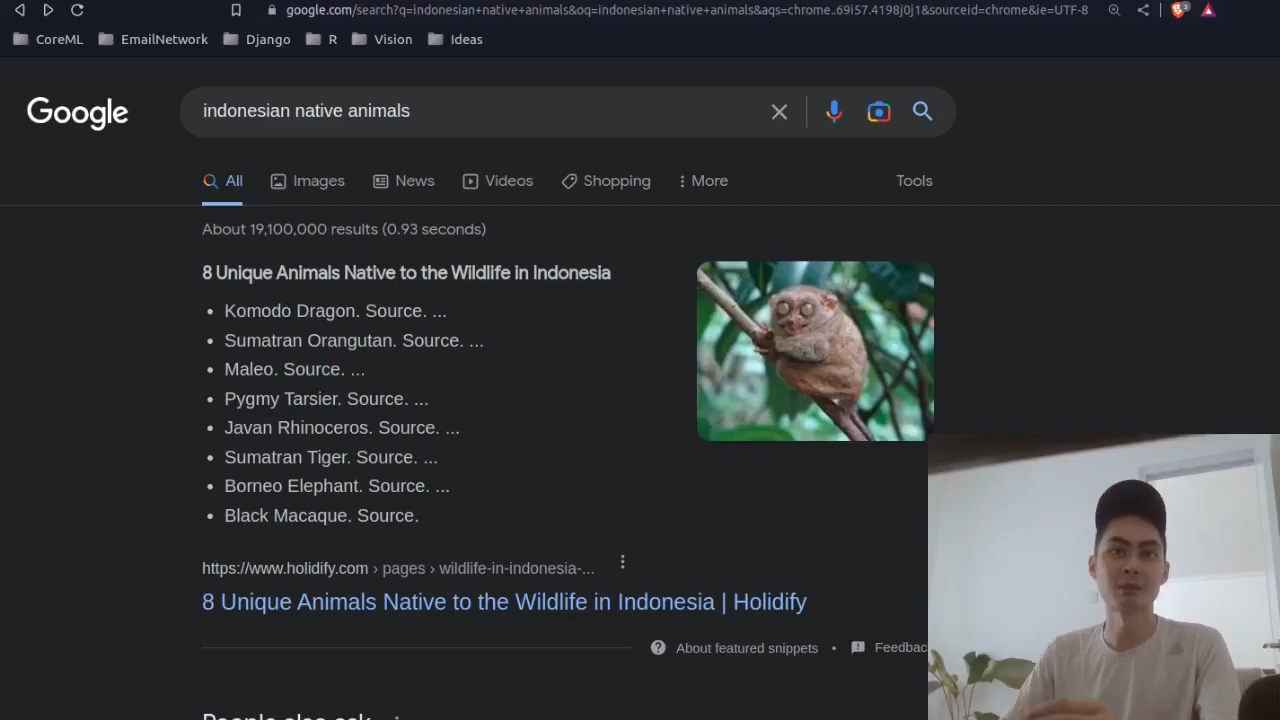 google.com/search?q=indonesian+native+animals&oq=indonesian+native+animals&aqs=chrome..69i57.4198j0j1&sourceid=chrome&ie=UTF-8
CoreML EmailNetwork Django R Vision Ideas
Google indonesian native animals
All Images News Videos Shopping More Tools
About 19,100,000 results (0.93 seconds)
8 Unique Animals Native to the Wildlife in Indonesia
Komodo Dragon. Source. ...
Sumatran Orangutan. Source. ...
Maleo. Source. ...
Pygmy Tarsier. Source. ...
Javan Rhinoceros. Source. ...
Sumatran Tiger. Source. ...
Borneo Elephant. Source. ...
Black Macaque. Source.
https://www.holidify.com › pages › wildlife-in-indonesia-...
8 Unique Animals Native to the Wildlife in Indonesia | Holidify
About featured snippets • Feedbac
People also ask